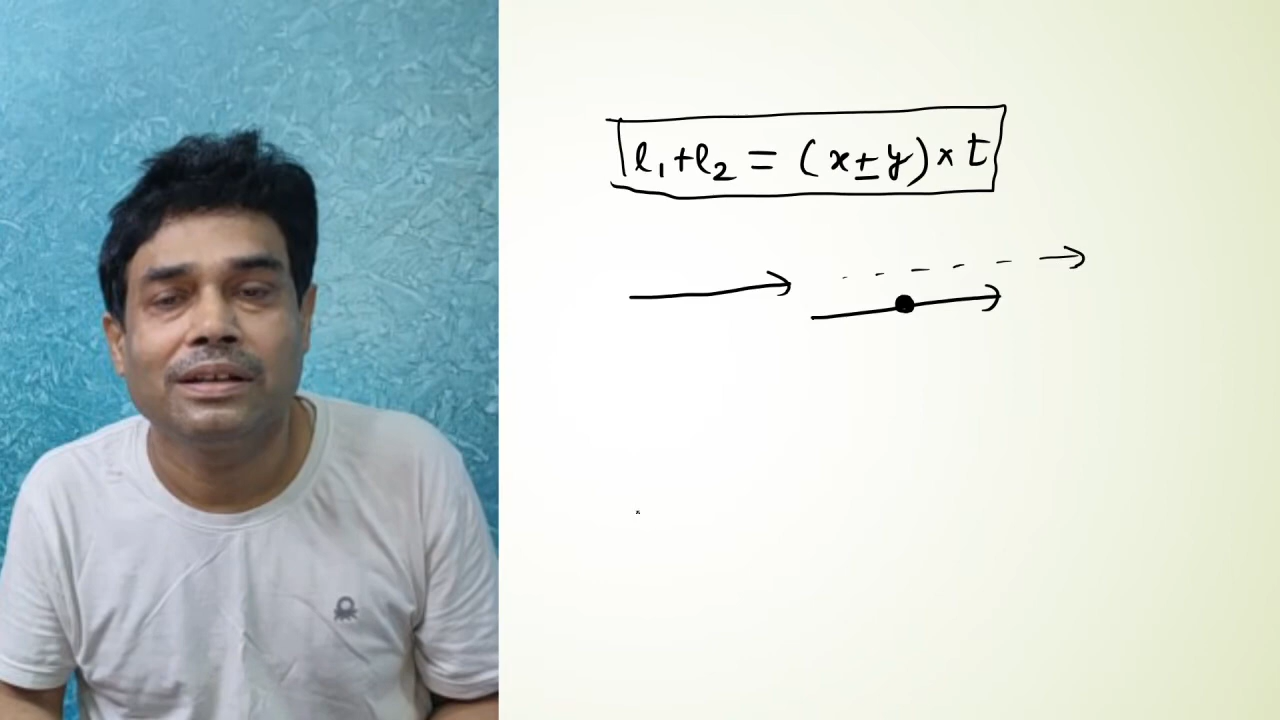 l₁+l₂ = (x±y)×t